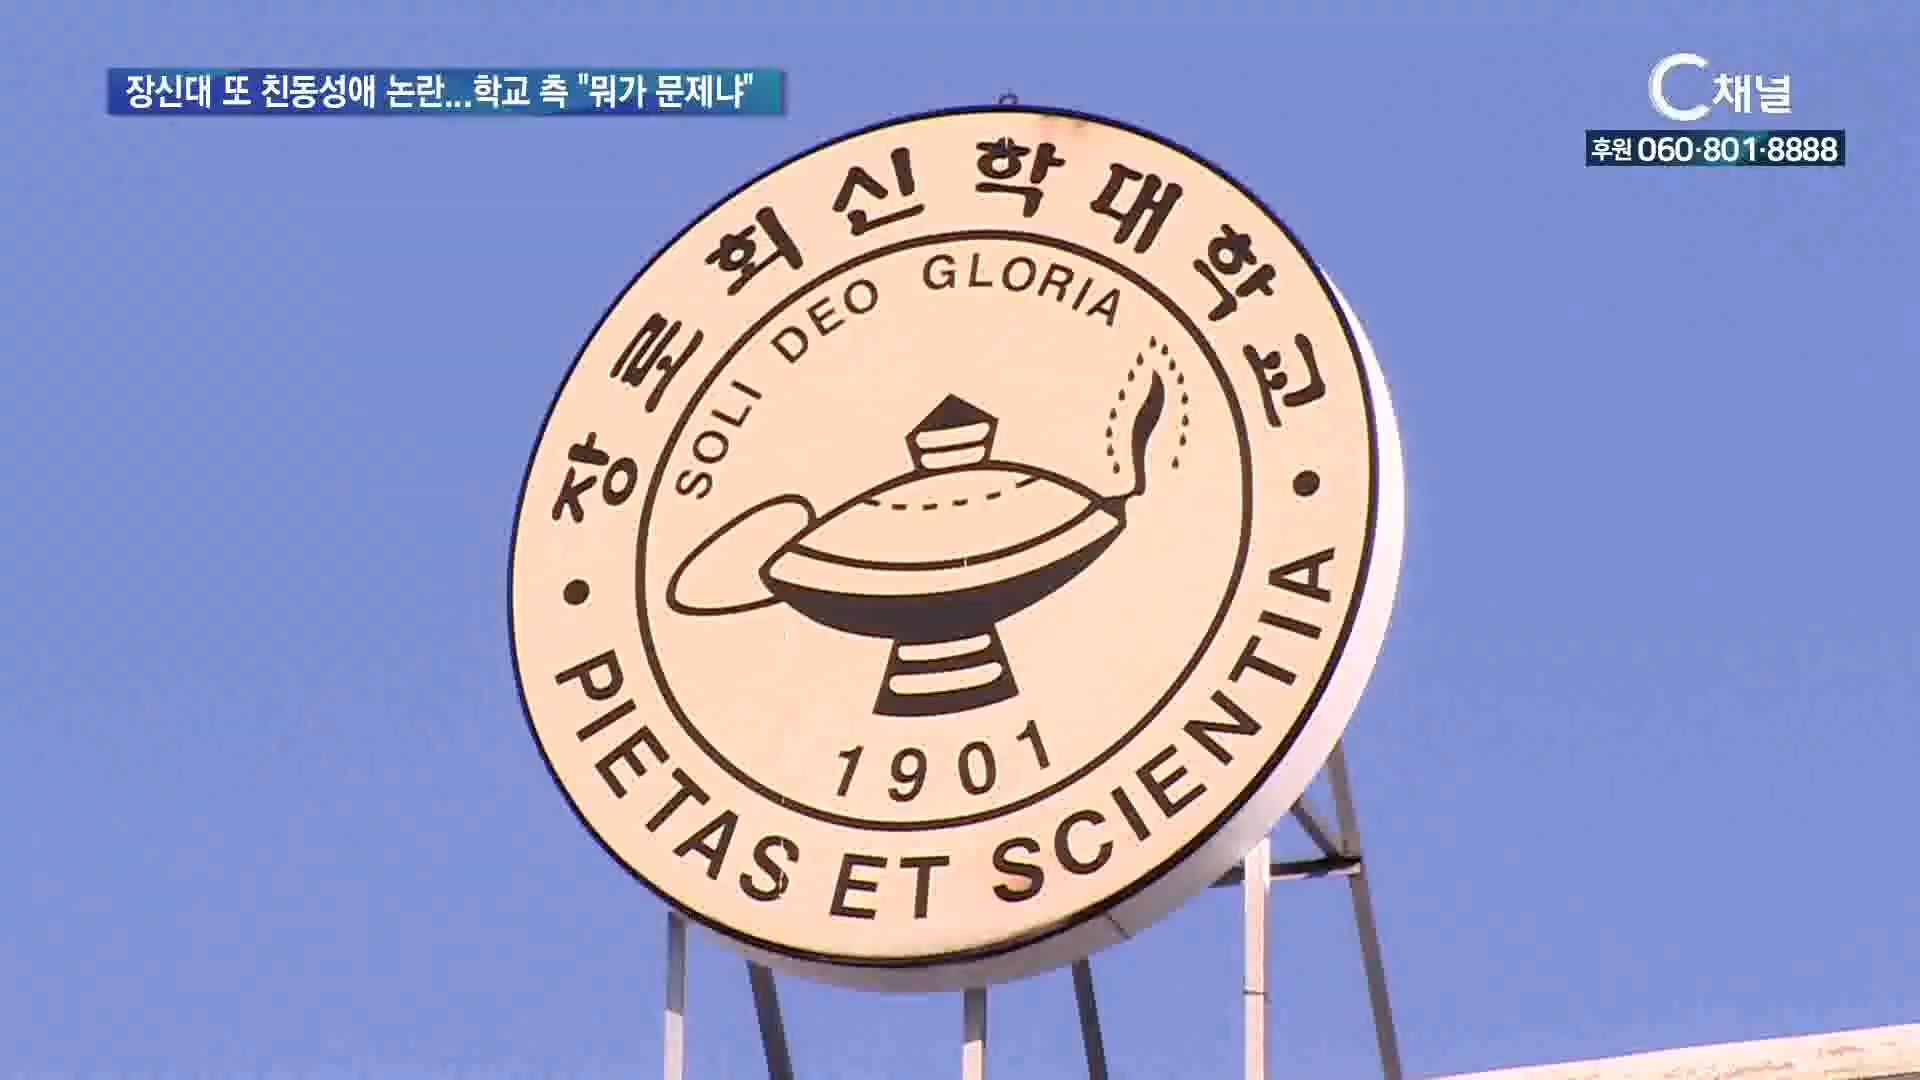 장신대 또 친동성애 논란...학교 측 "뭐가 문제냐"
C채널
후원 060·801·8888
장로회신학대학교
SOLI DEO GLORIA
1901
• PIETAS ET SCIENTIA •